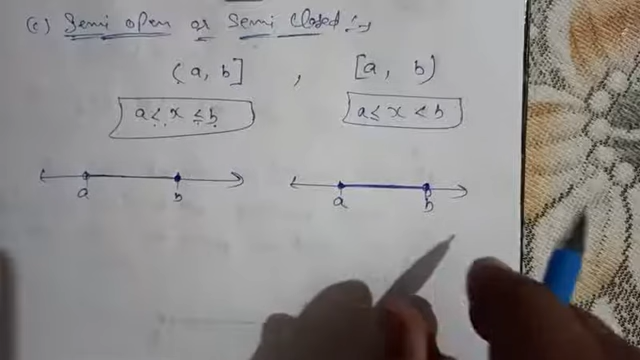 (c) Semi open or Semi Closed :-
(a, b] , [a, b)
a < x ≤ b a ≤ x < b
a b a b